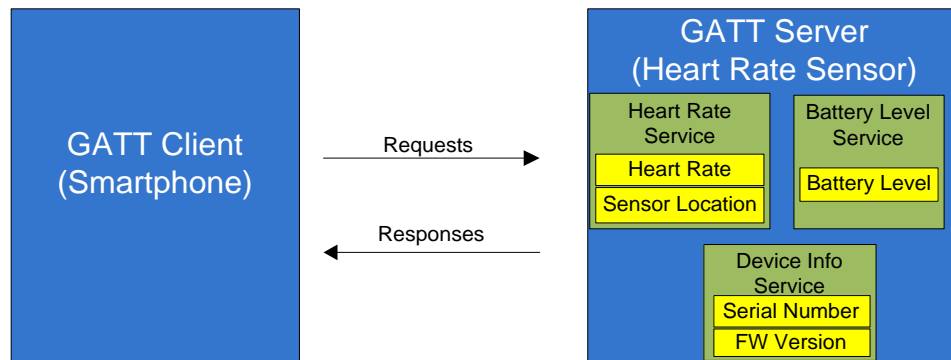 GATT Client
(Smartphone)
Requests
Responses
GATT Server
(Heart Rate Sensor)
Heart Rate
Service
Heart Rate
Sensor Location
Battery Level
Service
Battery Level
Device Info
Service
Serial Number
FW Version